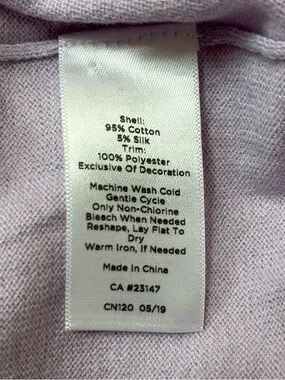 Shell:
95% Cotton
5% Silk
Trim:
100% Polyester
Exclusive Of Decoration
Machine Wash Cold
Gentle Cycle
Only Non-Chlorine
Bleach When Needed
Reshape, Lay Flat To
Dry
Warm Iron, If Needed
Made in China
CA #23147
CN120 05/19